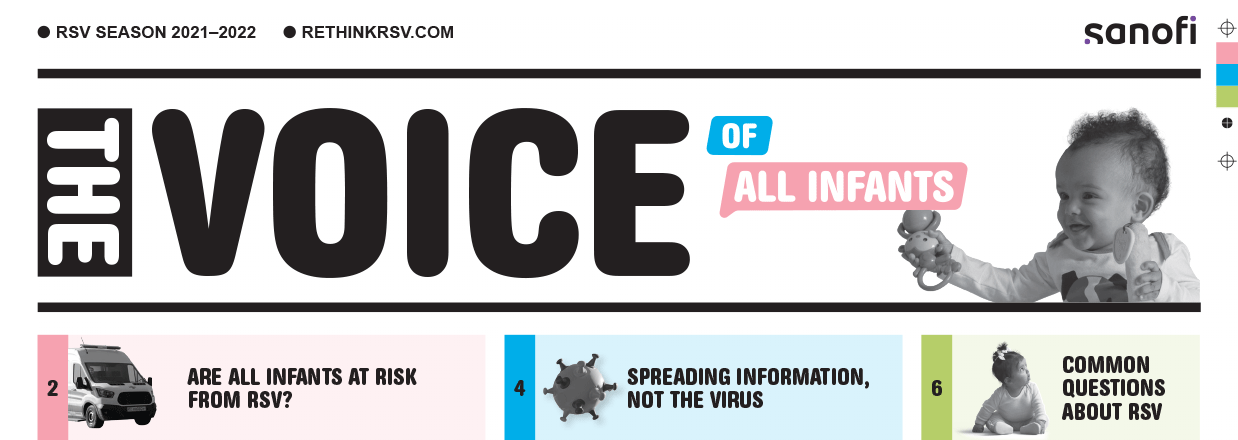 ● RSV SEASON 2021–2022 ● RETHINKRSV.COM
sanofi
THE VOICE OF
ALL INFANTS
2
ARE ALL INFANTS AT RISK
FROM RSV?
4
SPREADING INFORMATION,
NOT THE VIRUS
6
COMMON
QUESTIONS
ABOUT RSV